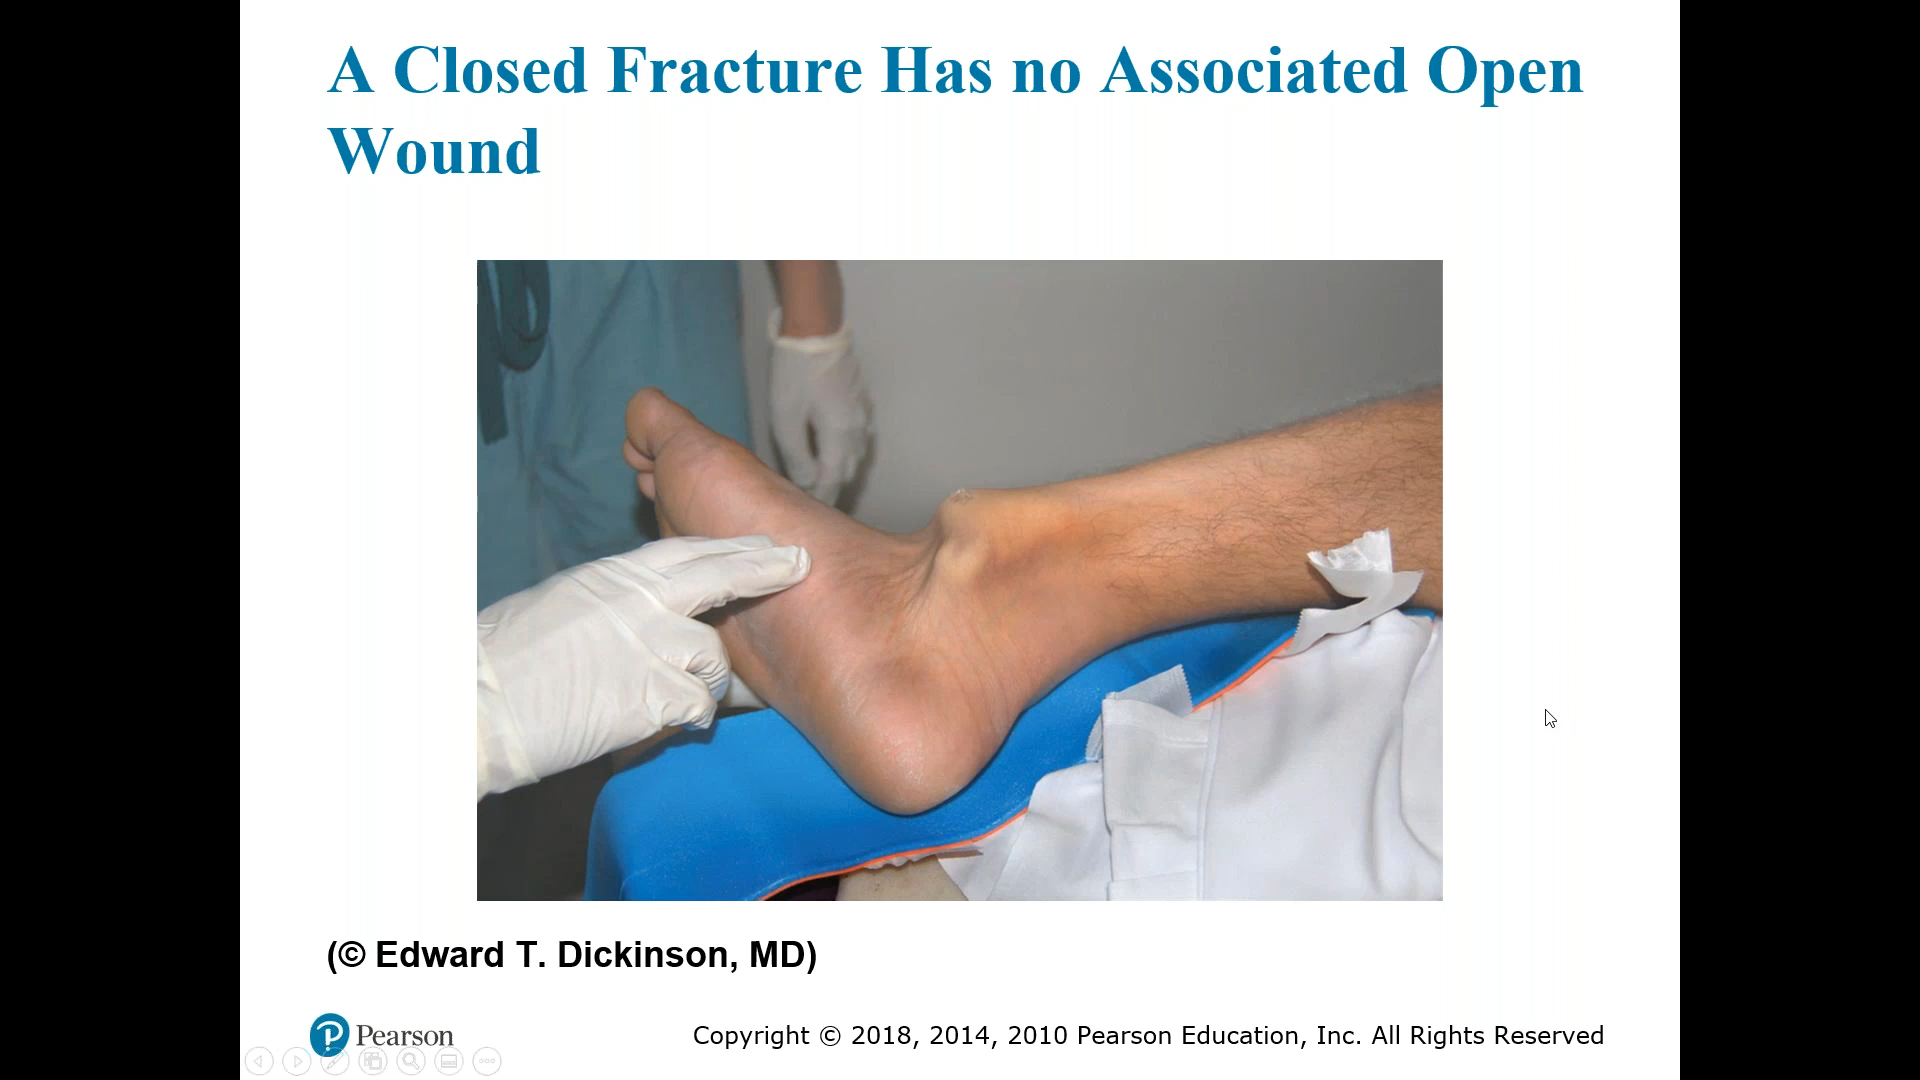 A Closed Fracture Has no Associated Open
Wound
(© Edward T. Dickinson, MD)
Pearson
Copyright © 2018, 2014, 2010 Pearson Education, Inc. All Rights Reserved